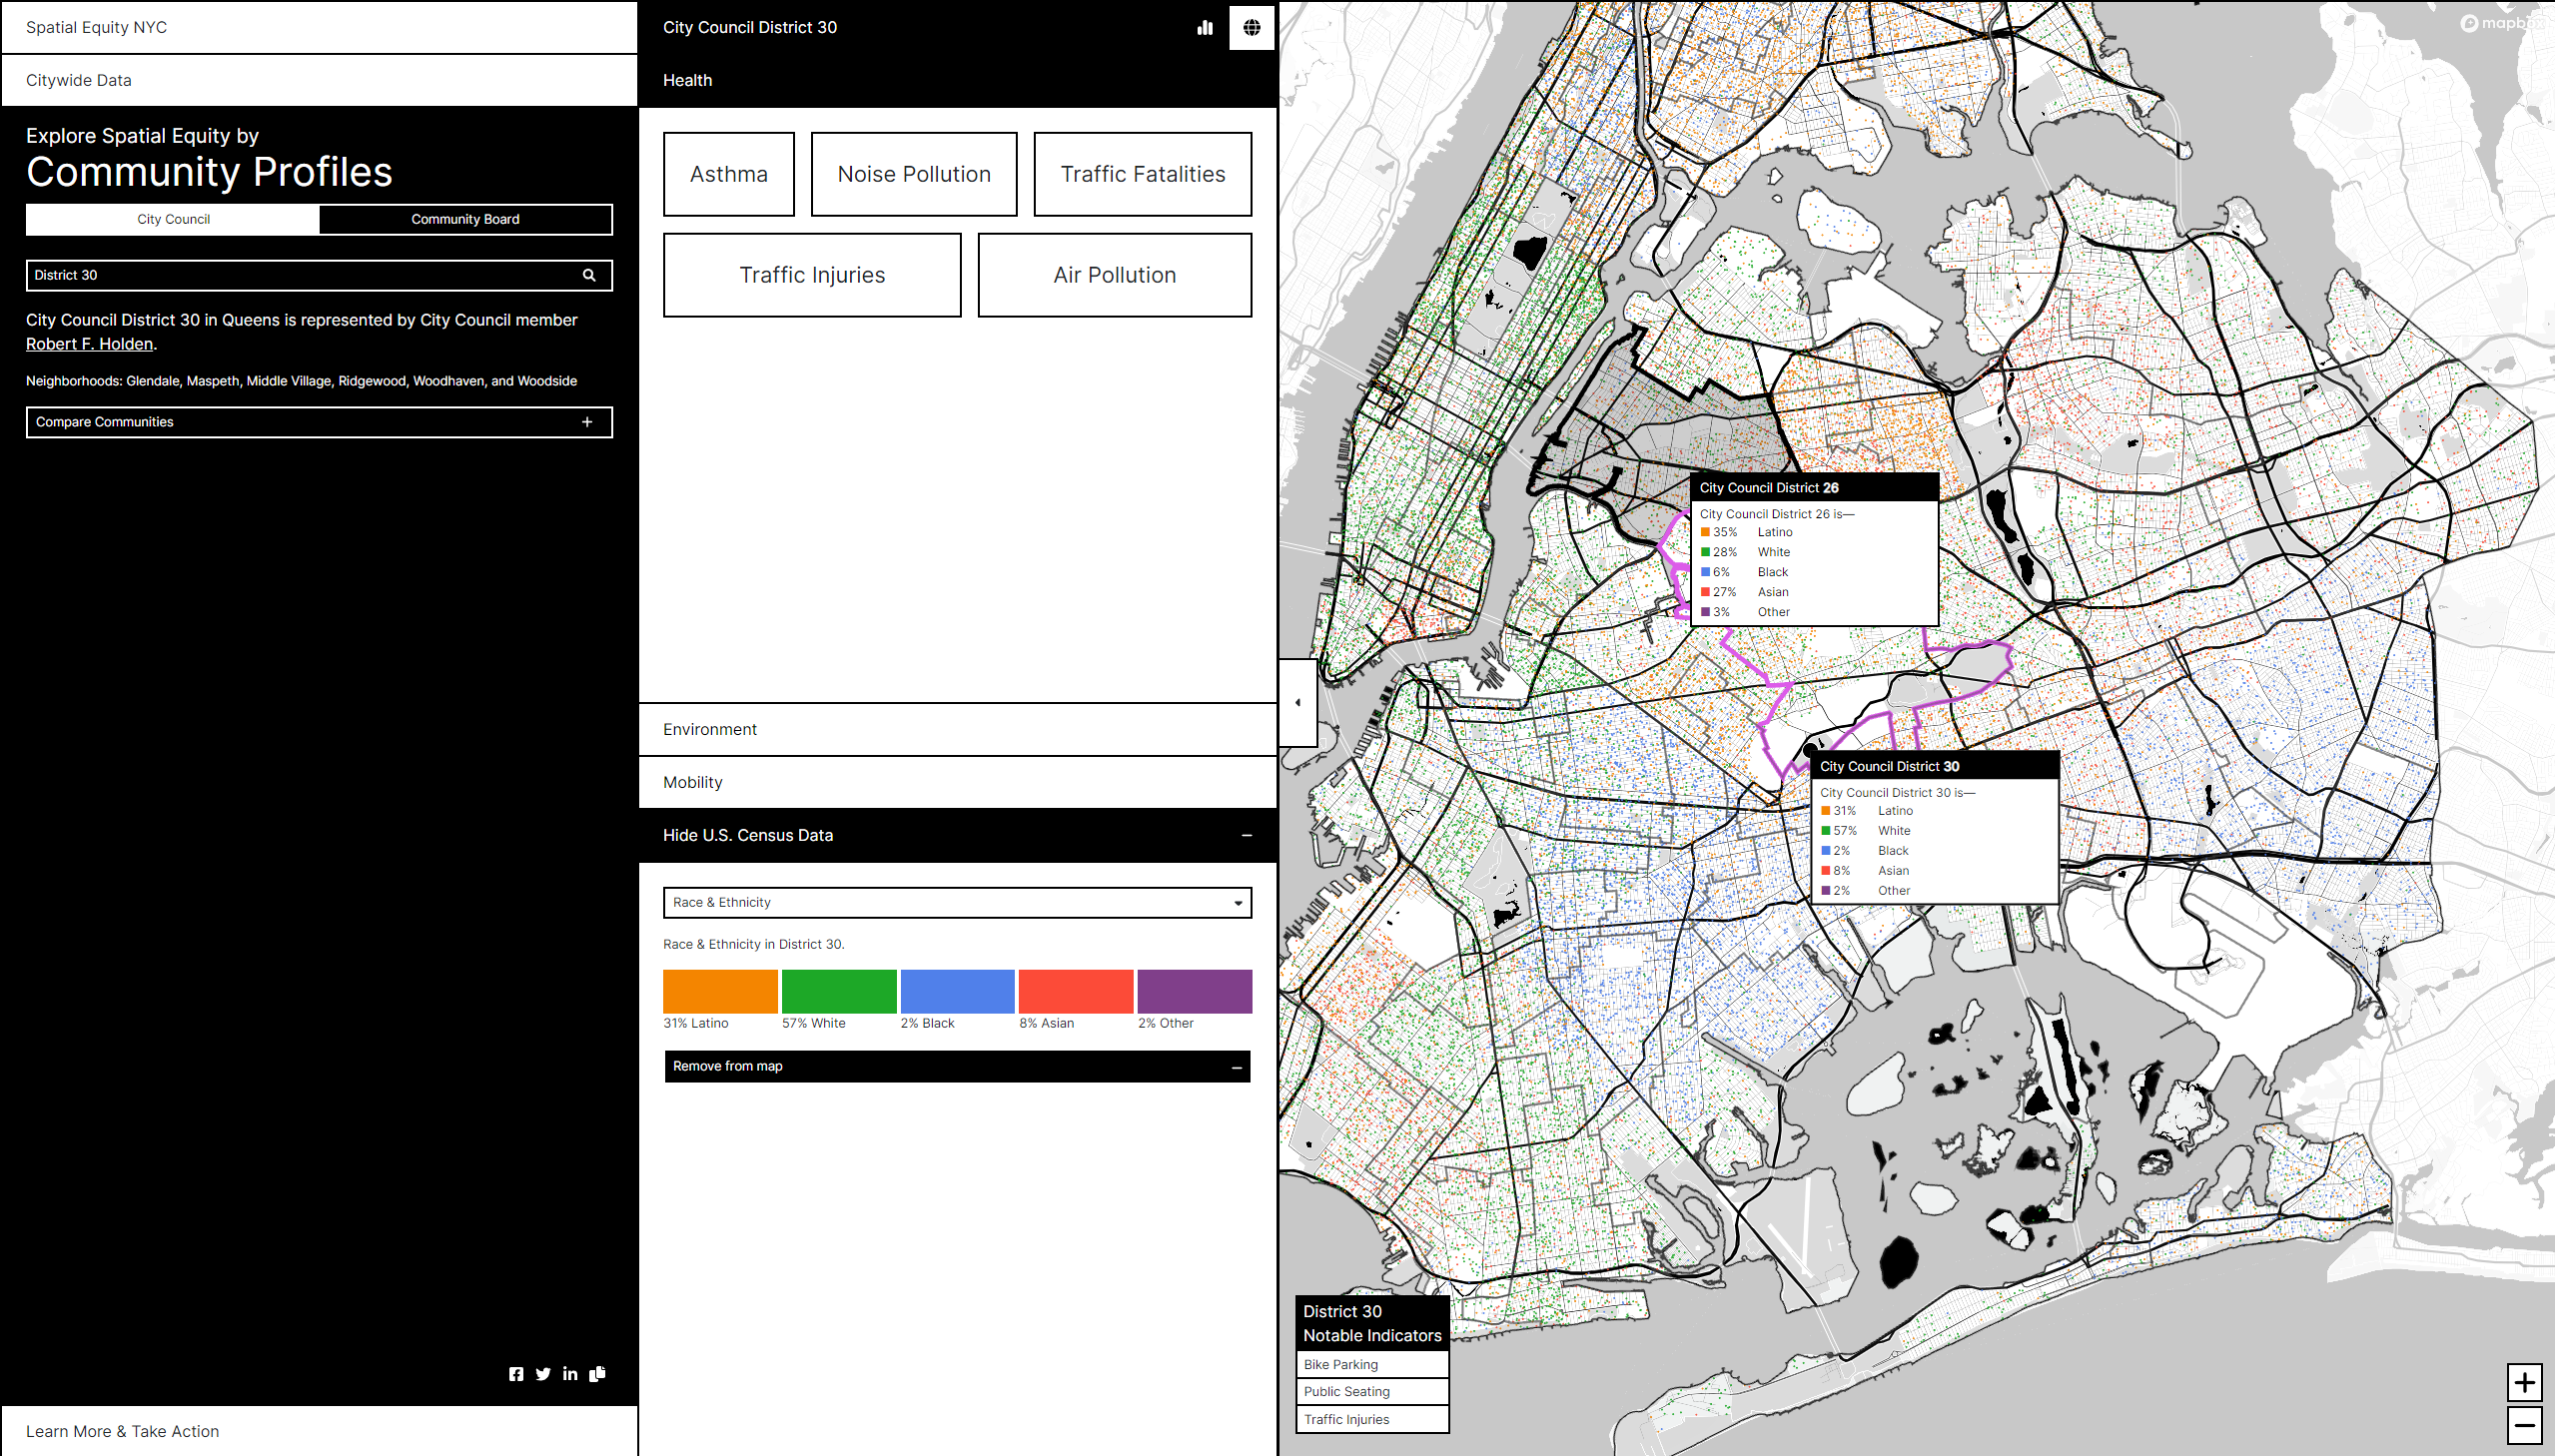 Spatial Equity NYC
Citywide Data
Explore Spatial Equity by
Community Profiles
City Council
Community Board
District 30
City Council District 30 in Queens is represented by City Council member
Robert F. Holden.
Neighborhoods: Glendale, Maspeth, Middle Village, Ridgewood, Woodhaven, and Woodside
Compare Communities
Learn More & Take Action
City Council District 30
Health
Asthma
Noise Pollution
Traffic Fatalities
Traffic Injuries
Air Pollution
Environment
Mobility
Hide U.S. Census Data
Race & Ethnicity
Race & Ethnicity in District 30.
31% Latino
57% White
2% Black
8% Asian
2% Other
Remove from map
mapbox
City Council District 26
City Council District 26 is—
35% Latino
28% White
6% Black
27% Asian
3% Other
City Council District 30
City Council District 30 is—
31% Latino
57% White
2% Black
8% Asian
2% Other
District 30
Notable Indicators
Bike Parking
Public Seating
Traffic Injuries